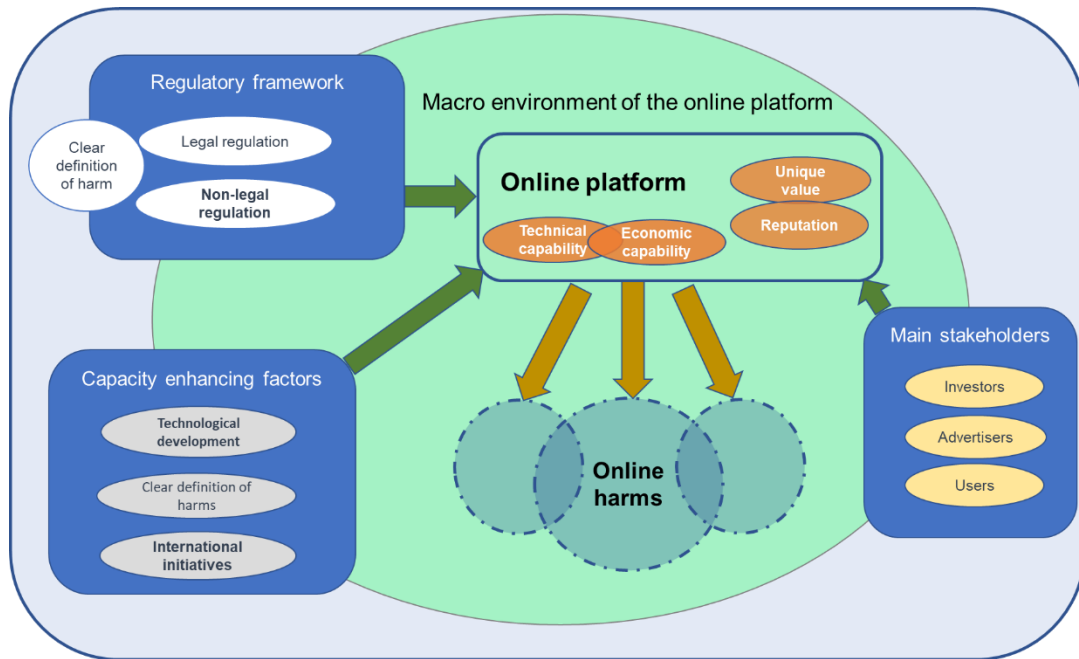 Regulatory framework
Clear
definition
of harm
Legal regulation
Non-legal
regulation
Macro environment of the online platform
Online platform
Unique
value
Reputation
Technical
capability
Economic
capability
Capacity enhancing factors
Technological
development
Clear definition of
harms
International
initiatives
Online
harms
Main stakeholders
Investors
Advertisers
Users